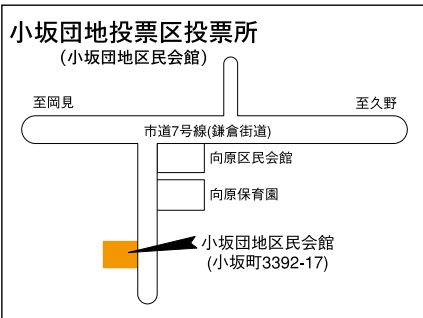 小坂団地投票区投票所
(小坂団地区民会館)
至岡見
至久野
市道7号線(鎌倉街道)
向原区民会館
向原保育園
小坂団地区民会館
(小坂町3392-17)